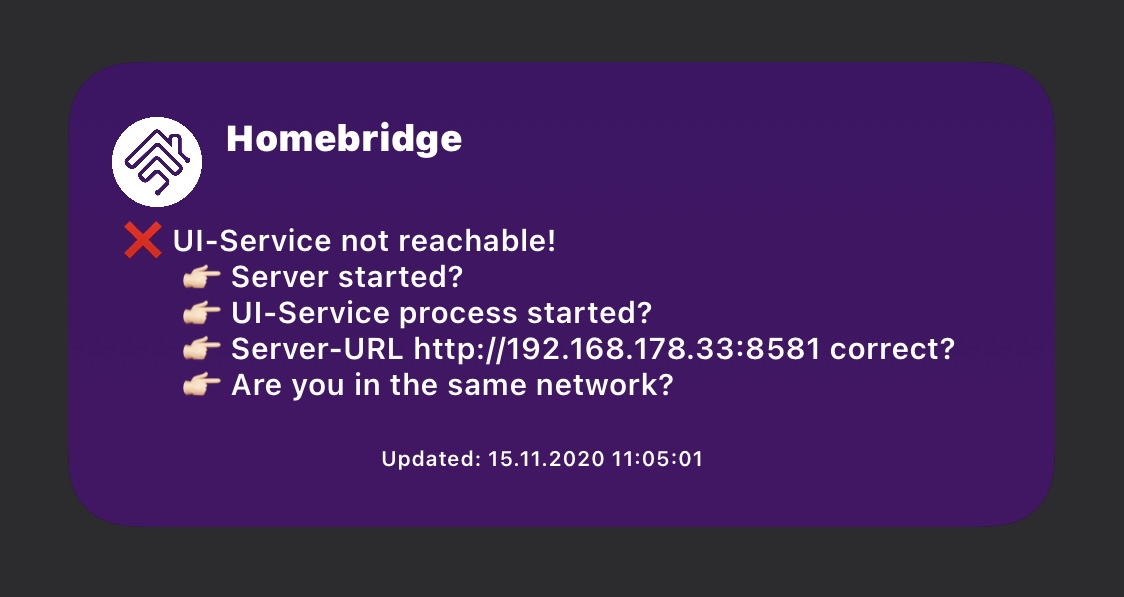 Homebridge
❌ UI-Service not reachable!
👉🏻 Server started?
👉🏻 UI-Service process started?
👉🏻 Server-URL http://192.168.178.33:8581 correct?
👉🏻 Are you in the same network?
Updated: 15.11.2020 11:05:01